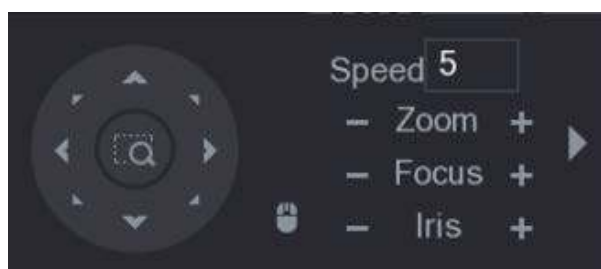 Speed 5
− Zoom +
− Focus +
− Iris +